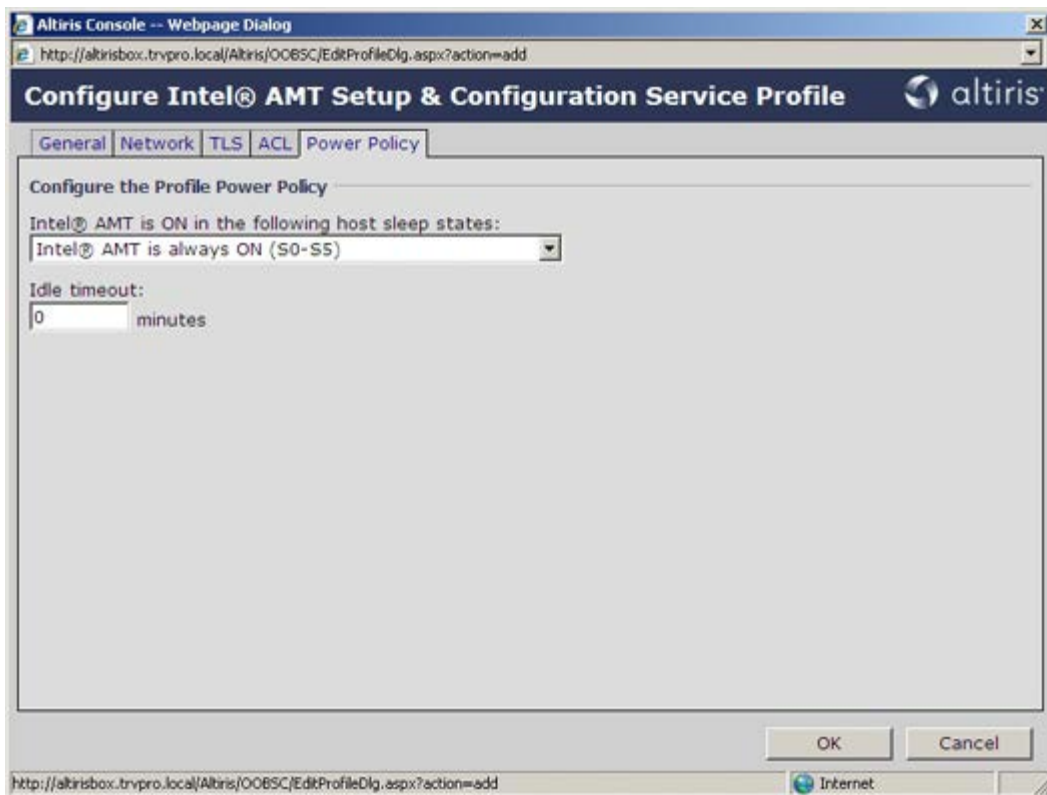 Altiris Console -- Webpage Dialog
http://altirisbox.trvpro.local/Altiris/OOBSC/EditProfileDlg.aspx?action=add
Configure Intel® AMT Setup & Configuration Service Profile
altiris
General Network TLS ACL Power Policy
Configure the Profile Power Policy
Intel® AMT is ON in the following host sleep states:
Intel® AMT is always ON (S0-S5)
Idle timeout:
0 minutes
OK Cancel
http://altirisbox.trvpro.local/Altiris/OOBSC/EditProfileDlg.aspx?action=add Internet